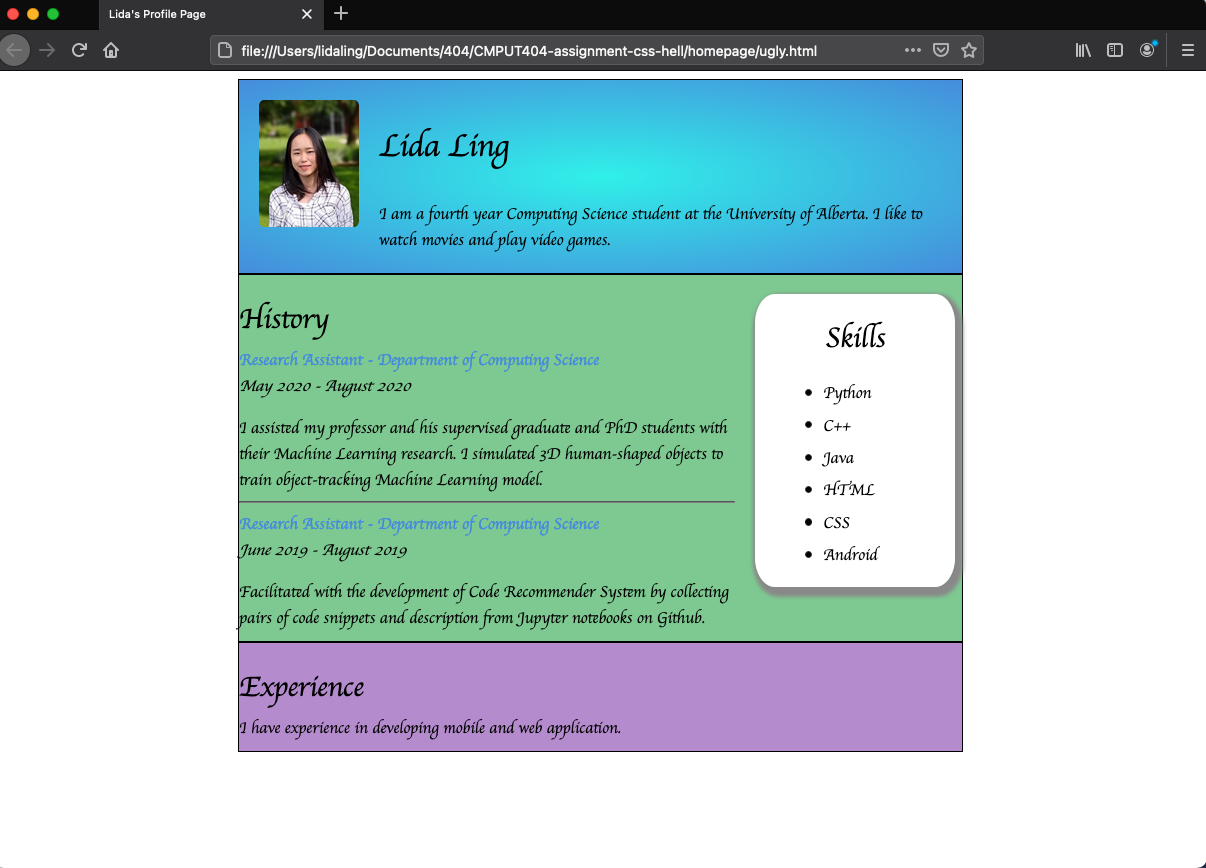 Lida's Profile Page
file:///Users/lidaling/Documents/404/CMPUT404-assignment-css-hell/homepage/ugly.html
Lida Ling
I am a fourth year Computing Science student at the University of Alberta. I like to
watch movies and play video games.
History
Research Assistant - Department of Computing Science
May 2020 - August 2020
I assisted my professor and his supervised graduate and PhD students with
their Machine Learning research. I simulated 3D human-shaped objects to
train object-tracking Machine Learning model.
Research Assistant - Department of Computing Science
June 2019 - August 2019
Facilitated with the development of Code Recommender System by collecting
pairs of code snippets and description from Jupyter notebooks on Github.
Skills
Python
C++
Java
HTML
CSS
Android
Experience
I have experience in developing mobile and web application.